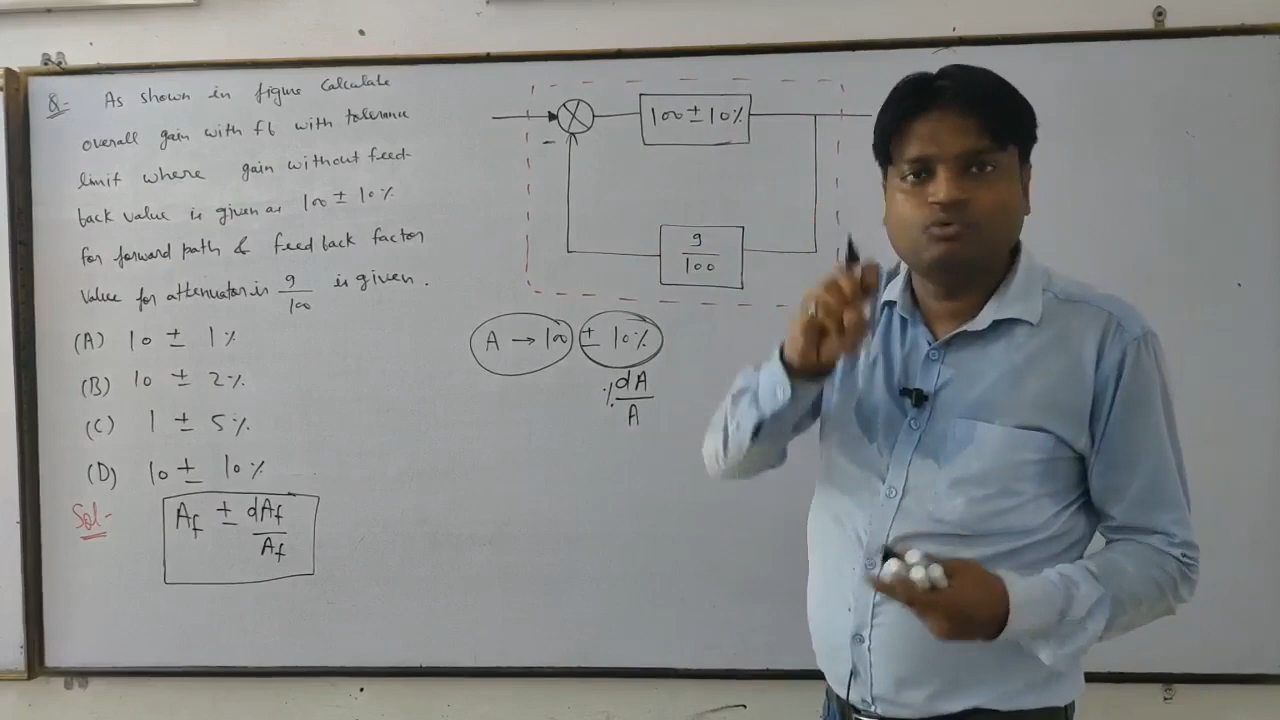 Q:- As shown in figure Calculate
overall gain with fb with tolerance
limit where gain without feed-
back value is given as 100 ± 10%
for forward path & feed back factor
value for attenuator is 9/100 is given.
(A) 10 ± 1%
(B) 10 ± 2%
(C) 1 ± 5%
(D) 10 ± 10%
Sol-
Af ± dAf/Af
100 ± 10%
-
9/100
A → 100 ± 10%
% dA/A